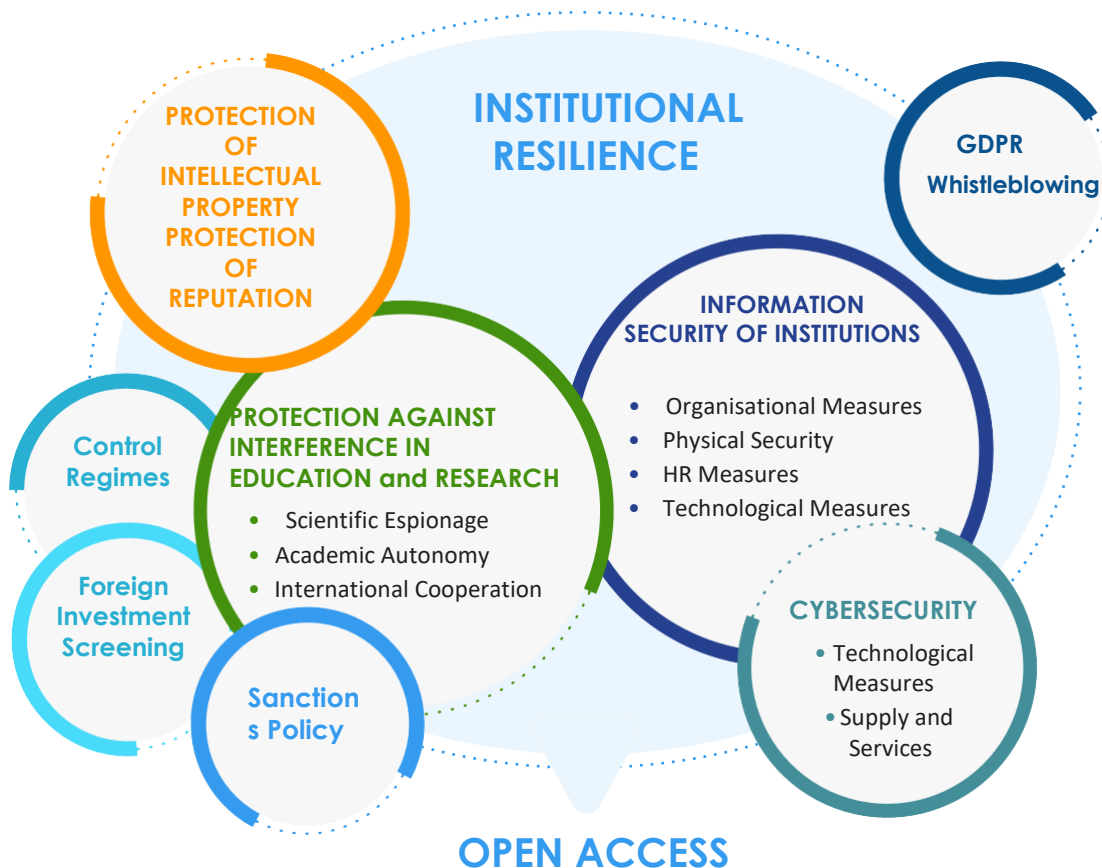 INSTITUTIONAL
RESILIENCE
PROTECTION
OF
INTELLECTUAL
PROPERTY
PROTECTION
OF
REPUTATION
GDPR
Whistleblowing
INFORMATION
SECURITY OF INSTITUTIONS
• Organisational Measures
• Physical Security
• HR Measures
• Technological Measures
PROTECTION AGAINST
INTERFERENCE IN
EDUCATION and RESEARCH
• Scientific Espionage
• Academic Autonomy
• International Cooperation
Control
Regimes
Foreign
Investment
Screening
Sanction
s Policy
CYBERSECURITY
• Technological
Measures
• Supply and
Services
OPEN ACCESS